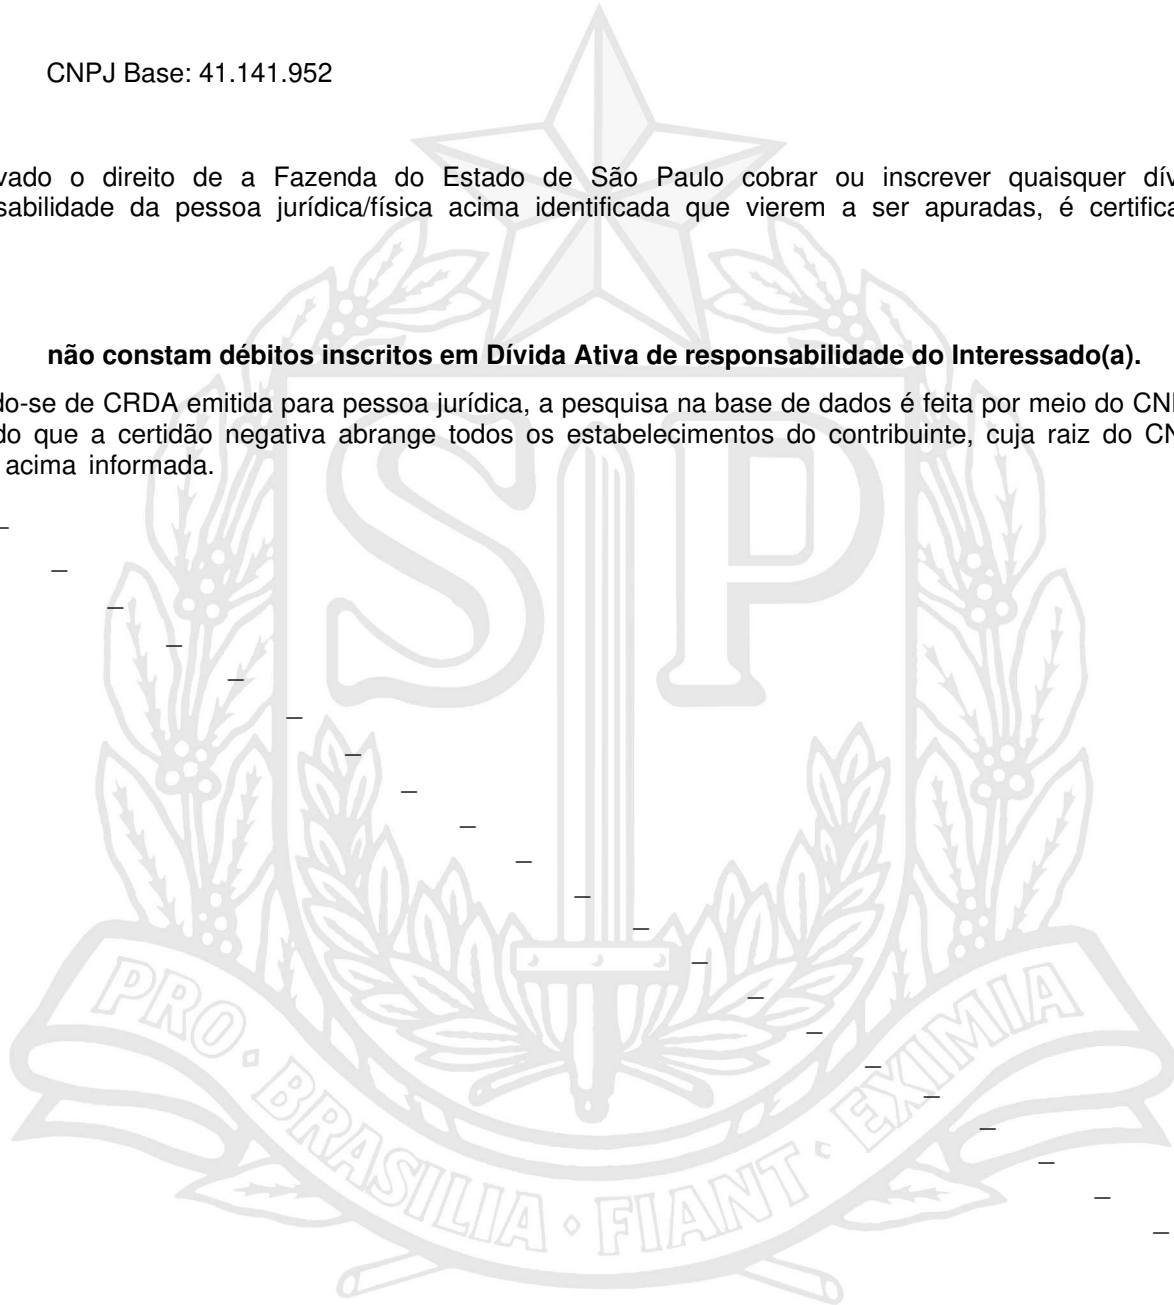 CNPJ Base: 41.141.952
vado o direito de a Fazenda do Estado de São Paulo cobrar ou inscrever quaisquer dív
sabilidade da pessoa jurídica/física acima identificada que vierem a ser apuradas, é certifica
não constam débitos inscritos em Dívida Ativa de responsabilidade do Interessado(a).
do-se de CRDA emitida para pessoa jurídica, a pesquisa na base de dados é feita por meio do CN
do que a certidão negativa abrange todos os estabelecimentos do contribuinte, cuja raiz do CN
acima informada.
SP
PRO • BRASILIA • FIANT • EXIMIA